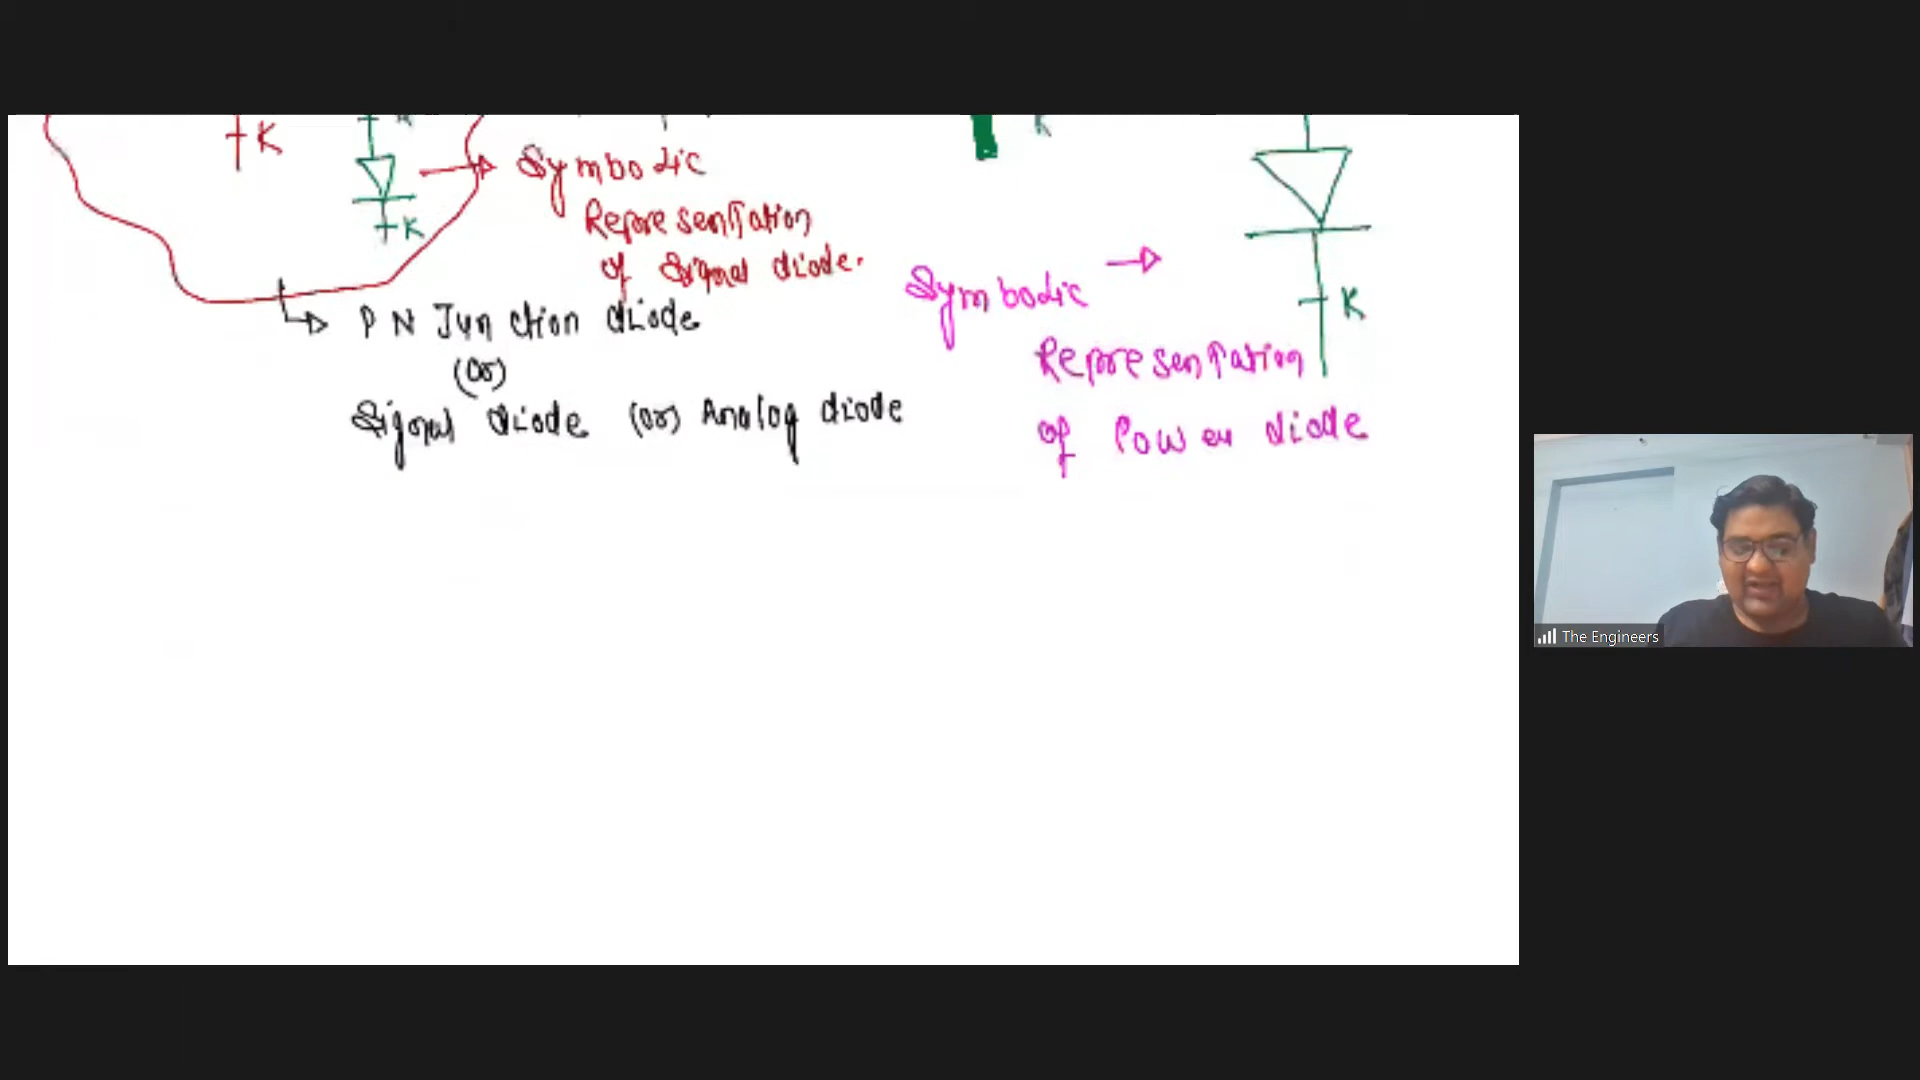 K
K
Symbolic
Representation
of Signal diode.
K
P N Junction diode
(Or)
Signal diode (or) Analog diode
K
Symbolic
Representation
of Power diode
The Engineers